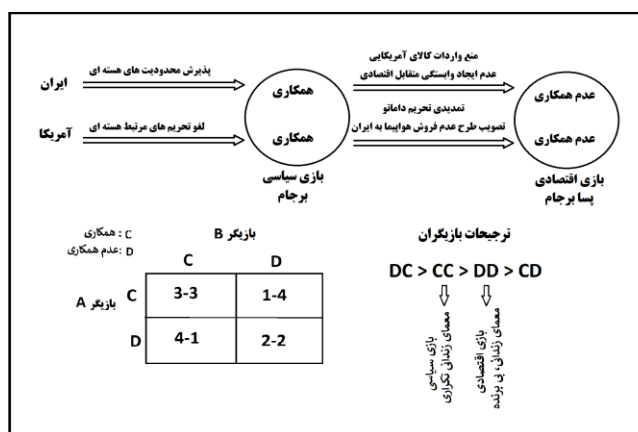 منع واردات کالای آمریکایی
ایران
پذیرش محدودیت های هسته ای
همکاری
عدم ایجاد وابستگی متقابل اقتصادی
عدم همکاری
تمدیدی تحریم داماتو
آمریکا
لغو تحریم های مرتبط هسته ای
همکاری
تصویب طرح عدم فروش هواپیما به ایران
عدم همکاری
بازی سیاسی
برجام
بازی اقتصادی
پسا برجام
C : همکاری
D :عدم همکاری
بازیگر B
C D
بازیگر A
C 3-3 1-4
D 4-1 2-2
ترجیحات بازیگران
DC > CC > DD > CD
بازی سیاسی
معمای زندانی تکراری
بازی اقتصادی
معمای زندانی، بی برنده